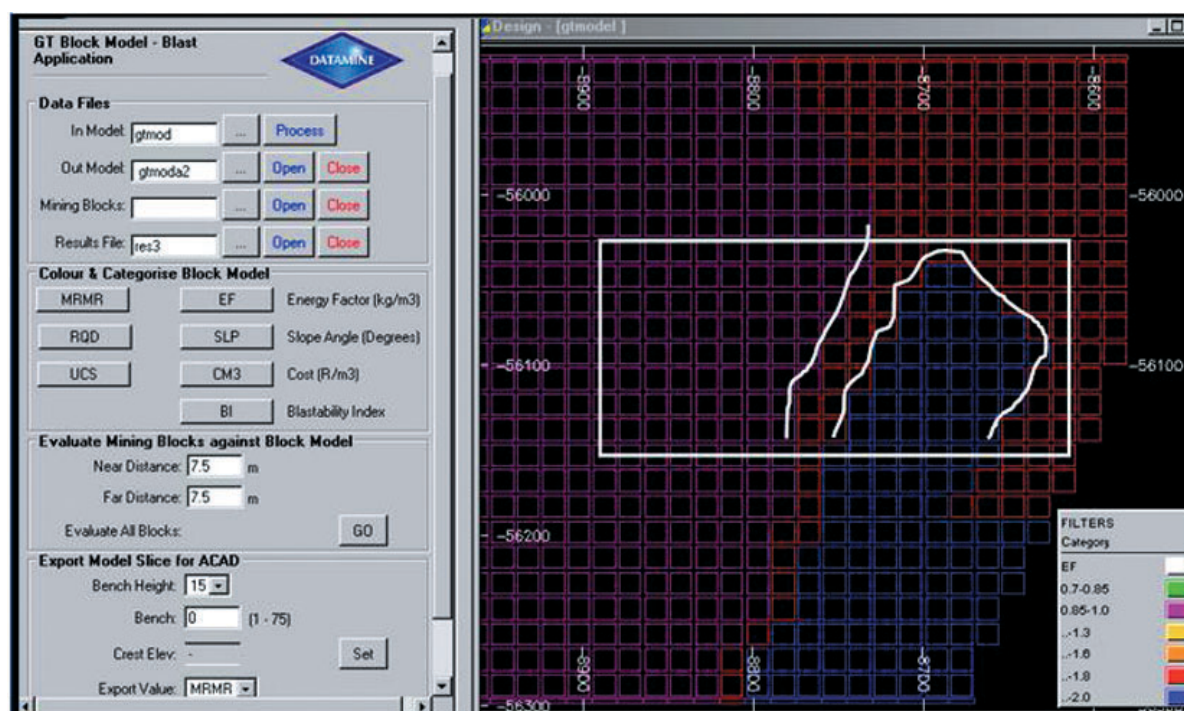 GT Block Model - Blast
Application
DATAMINE
Data Files
In Model: gtmod ... Process
Out Model: gtmoda2 ... Open Close
Mining Blocks: ... Open Close
Results File: res3 ... Open Close
Colour & Categorise Block Model
MRMR EF Energy Factor (kg/m3)
RQD SLP Slope Angle (Degrees)
UCS CM3 Cost (R/m3)
BI Blastability Index
Evaluate Mining Blocks against Block Model
Near Distance: 7.5 m
Far Distance: 7.5 m
Evaluate All Blocks: GO
Export Model Slice for ACAD
Bench Height: 15
Bench: 0 (1 - 75)
Crest Elev: - Set
Export Value: MRMR
Design - [gtmodel ]
-8900 -8800 -8700 -8600
-56000 -56000
-56100 -56100
-56200
-8900 -8800 -8700
-56300
FILTERS
Category
EF
0.7-0.85
0.85-1.0
..-1.3
..-1.6
..-1.8
..-2.0